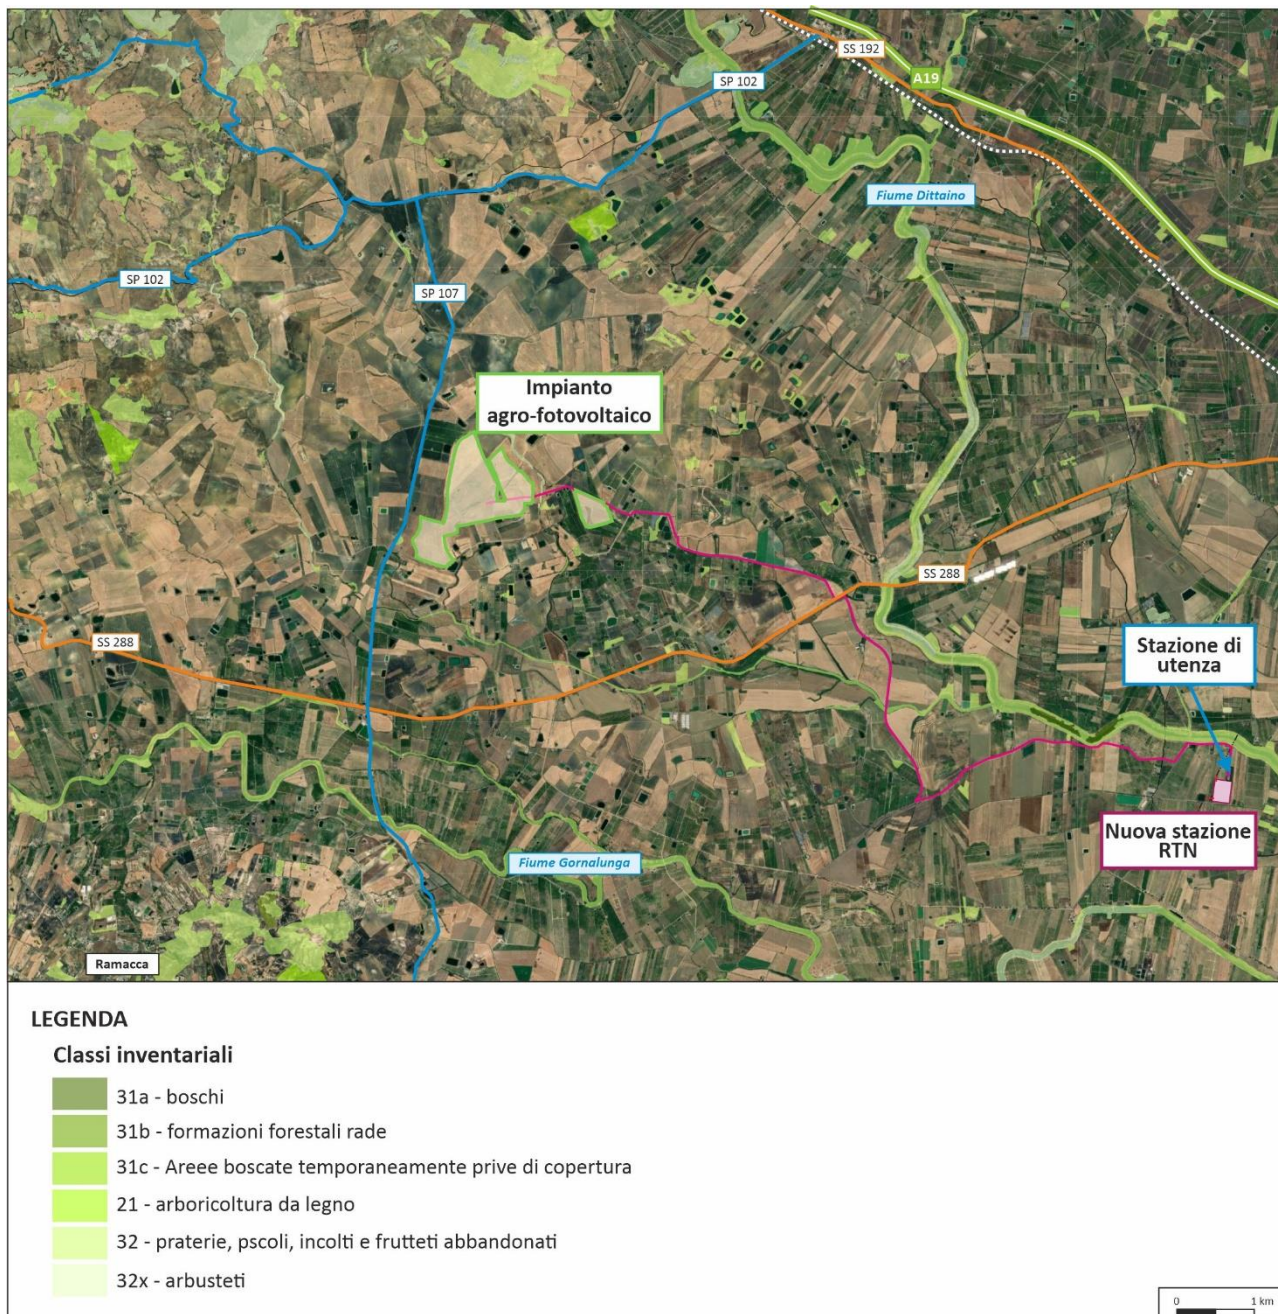 SS 192
A19
SP 102
Fiume Dittaino
SP 102
SP 107
Impianto
agro-fotovoltaico
SS 288
SS 288
Stazione di
utenza
Nuova stazione
RTN
Fiume Gornalunga
Ramacca
LEGENDA
Classi inventariali
31a - boschi
31b - formazioni forestali rade
31c - Areee boscate temporaneamente prive di copertura
21 - arboricoltura da legno
32 - praterie, pscoli, incolti e frutteti abbandonati
32x - arbusteti
0 1 km